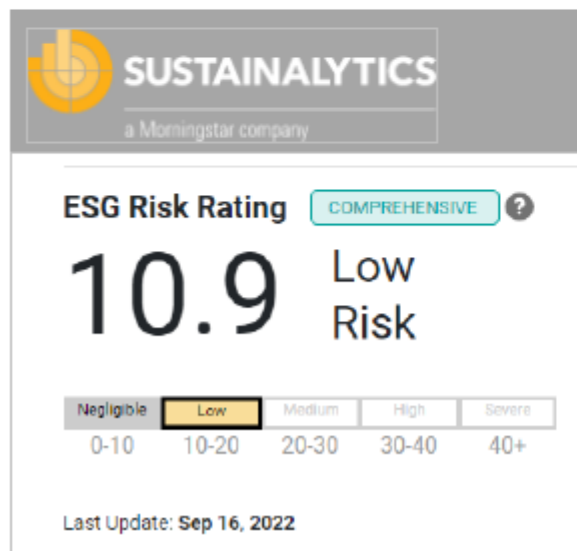 SUSTAINALYTICS
a Morningstar company
ESG Risk Rating COMPREHENSIVE ?
10.9 Low
Risk
Negligible Low Medium High Severe
0-10 10-20 20-30 30-40 40+
Last Update: Sep 16, 2022